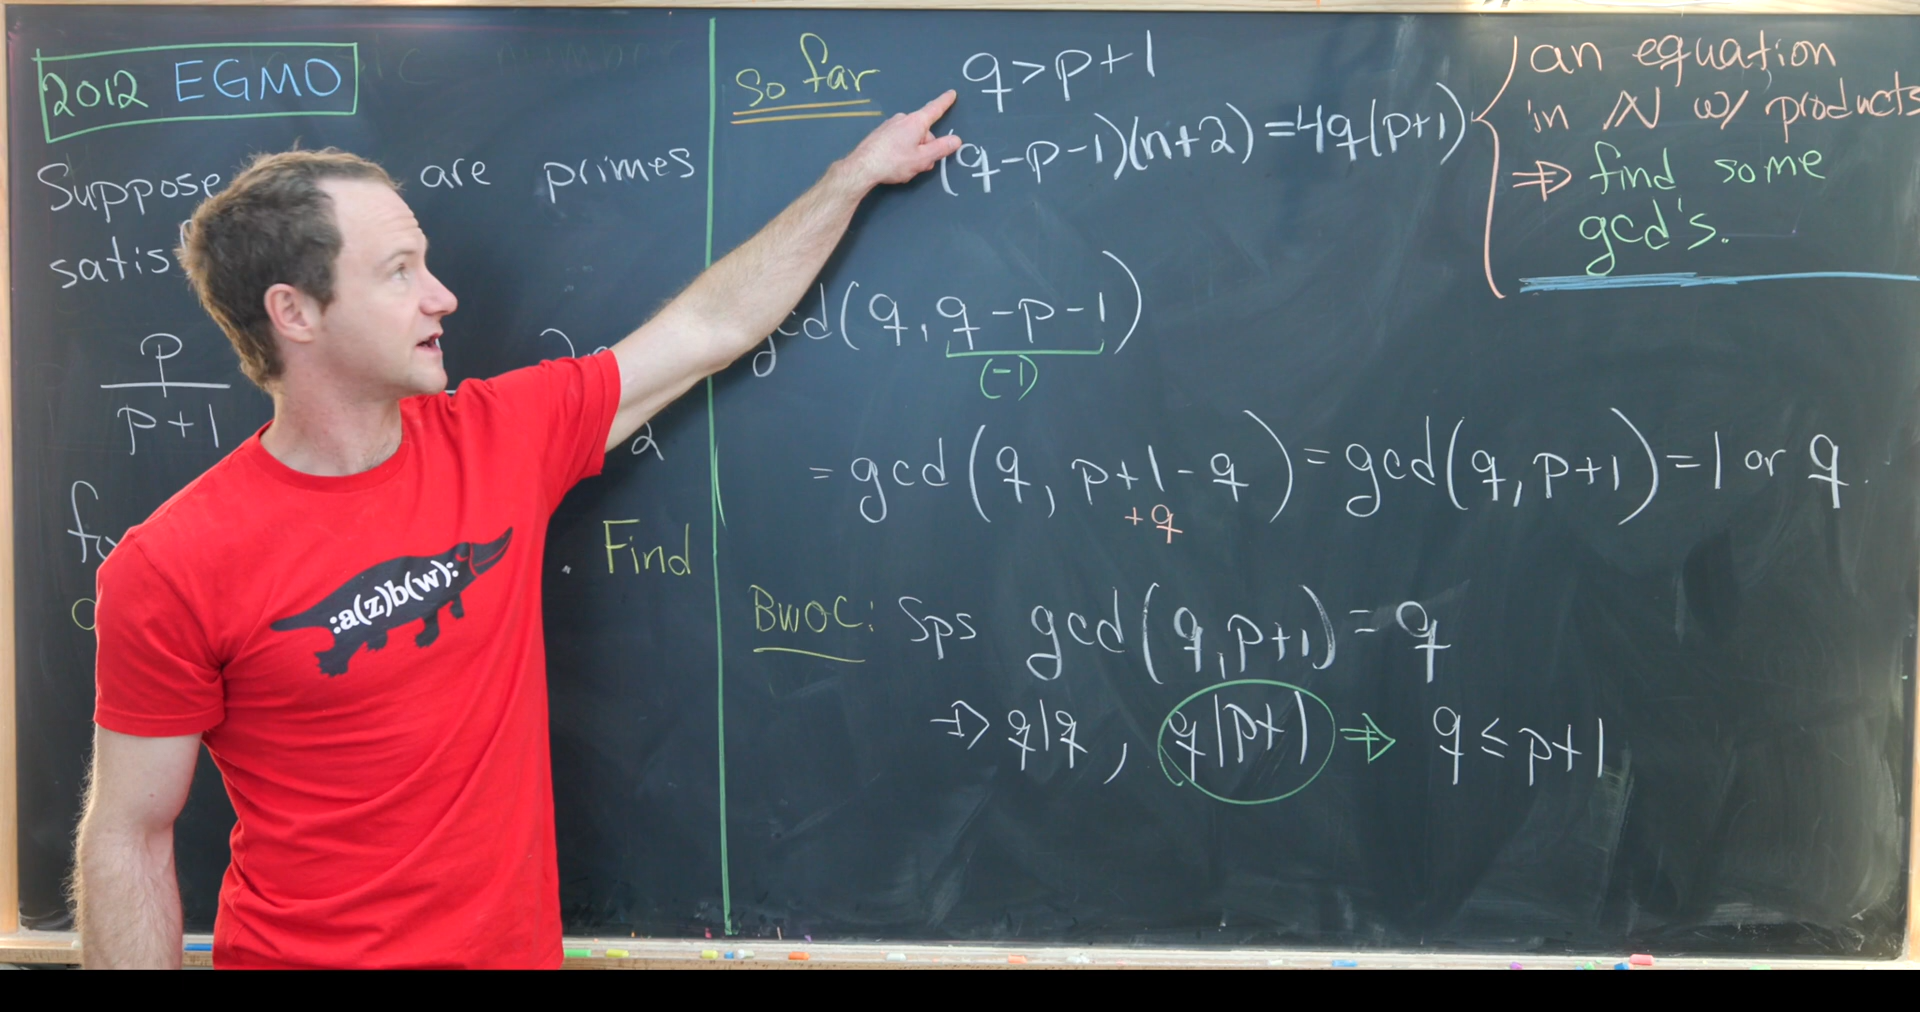 2012 EGMO
Suppose are primes
satis
p
p+1
2
Find
So far q>p+1
(q-p-1)(n+2)=4q(p+1)
an equation
in ℕ w/ products
⇒ find some
gcd's.
gcd(q, q-p-1)
(-1)
= gcd(q, p+1-q) = gcd(q, p+1) = 1 or q.
+q
BWOC: Sps gcd(q, p+1) = q
⇒ q|q, q|p+1 ⇒ q≤p+1
:a(z)b(w):